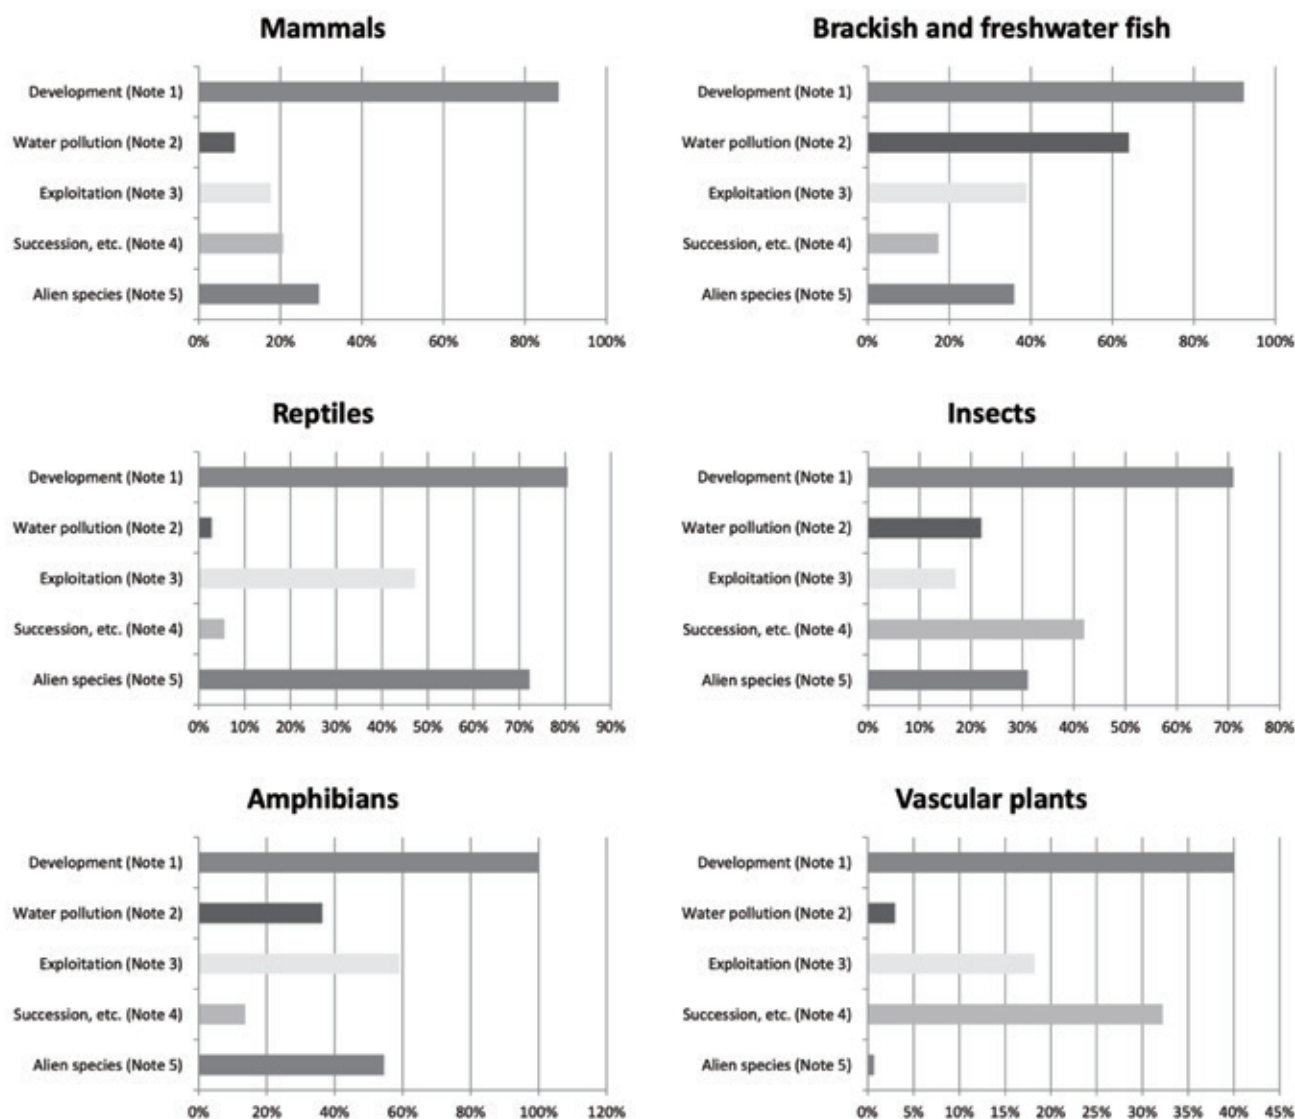 Mammals
Development (Note 1)
Water pollution (Note 2)
Exploitation (Note 3)
Succession, etc. (Note 4)
Alien species (Note 5)
0% 20% 40% 60% 80% 100%
Brackish and freshwater fish
Development (Note 1)
Water pollution (Note 2)
Exploitation (Note 3)
Succession, etc. (Note 4)
Alien species (Note 5)
0% 20% 40% 60% 80% 100%
Reptiles
Development (Note 1)
Water pollution (Note 2)
Exploitation (Note 3)
Succession, etc. (Note 4)
Alien species (Note 5)
0% 10% 20% 30% 40% 50% 60% 70% 80% 90%
Insects
Development (Note 1)
Water pollution (Note 2)
Exploitation (Note 3)
Succession, etc. (Note 4)
Alien species (Note 5)
0% 10% 20% 30% 40% 50% 60% 70% 80%
Amphibians
Development (Note 1)
Water pollution (Note 2)
Exploitation (Note 3)
Succession, etc. (Note 4)
Alien species (Note 5)
0% 20% 40% 60% 80% 100% 120%
Vascular plants
Development (Note 1)
Water pollution (Note 2)
Exploitation (Note 3)
Succession, etc. (Note 4)
Alien species (Note 5)
0% 5% 10% 15% 20% 25% 30% 35% 40% 45%